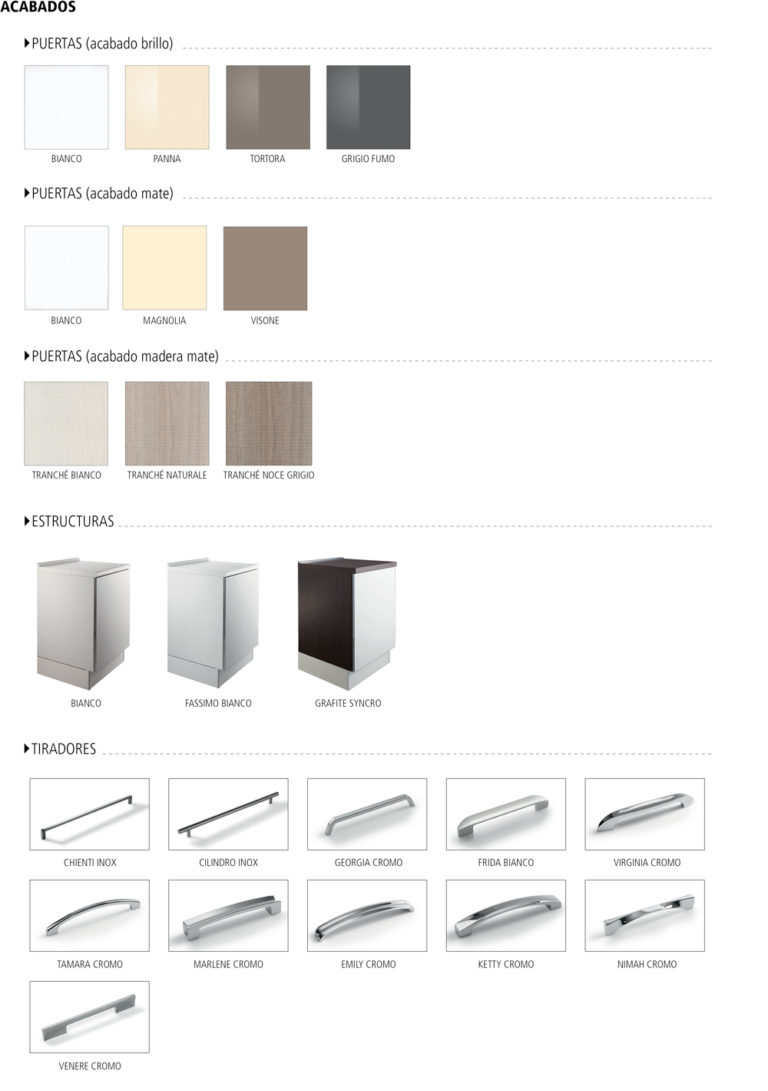 ACABADOS
PUERTAS (acabado brillo)
BIANCO PANNA TORTORA GRIGIO FUMO
PUERTAS (acabado mate)
BIANCO MAGNOLIA VISONE
PUERTAS (acabado madera mate)
TRANCHÉ BIANCO TRANCHÉ NATURALE TRANCHÉ NOCE GRIGIO
ESTRUCTURAS
BIANCO FASSIMO BIANCO GRAFITE SYNCRO
TIRADORES
CHIENTI INOX CILINDRO INOX GEORGIA CROMO FRIDA BIANCO VIRGINIA CROMO
TAMARA CROMO MARLENE CROMO EMILY CROMO KETTY CROMO NIMAH CROMO
VENERE CROMO